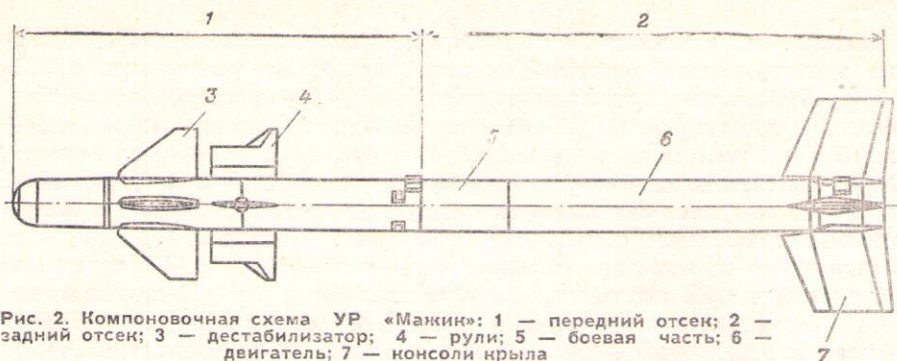 1
2
3
4
5
6
7
Рис. 2. Компоновочная схема УР «Мажик»: 1 — передний отсек; 2 —
задний отсек; 3 — дестабилизатор; 4 — рули; 5 — боевая часть; 6 —
двигатель; 7 — консоли крыла